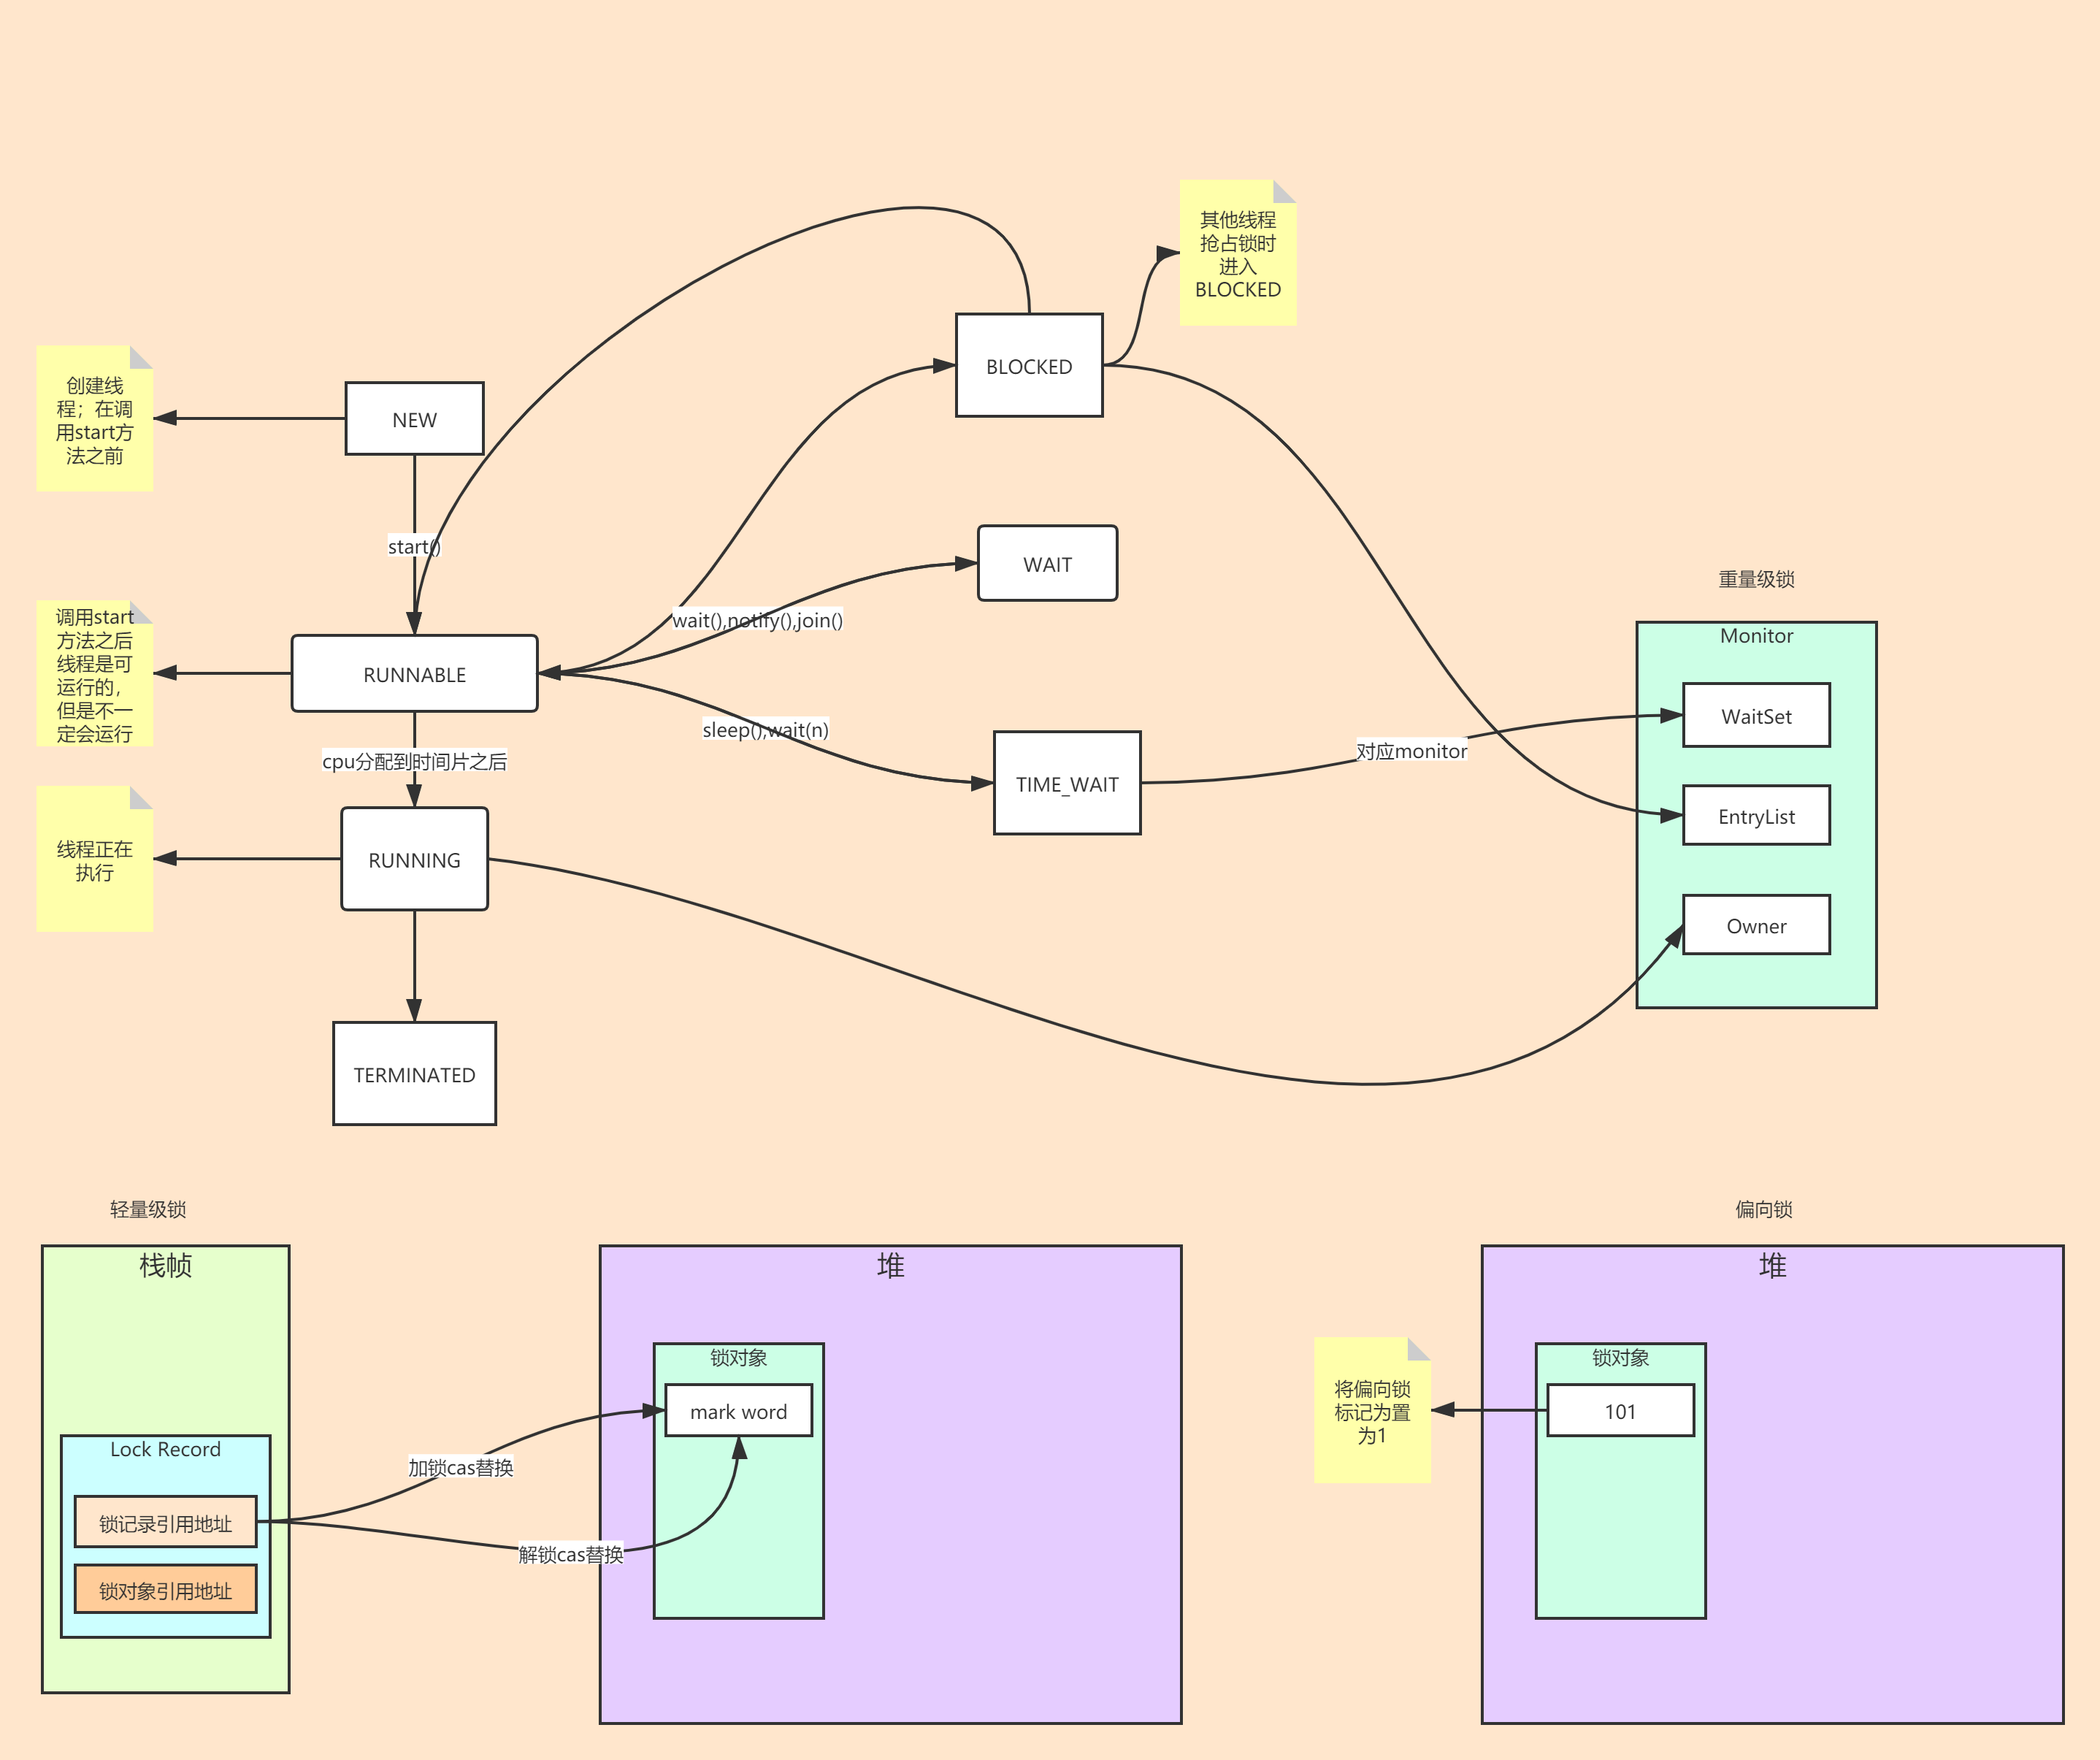 其他线程
抢占锁时
进入
BLOCKED
BLOCKED
创建线
程；在调
用start方
法之前
NEW
start()
WAIT
wait(),notify(),join()
调用start
方法之后
线程是可
运行的，
但是不一
定会运行
RUNNABLE
sleep(),wait(n)
TIME_WAIT
对应monitor
重量级锁
Monitor
WaitSet
EntryList
Owner
cpu分配到时间片之后
线程正在
执行
RUNNING
TERMINATED
轻量级锁
栈帧
Lock Record
锁记录引用地址
锁对象引用地址
加锁cas替换
解锁cas替换
堆
锁对象
mark word
偏向锁
堆
将偏向锁
标记为置
为1
锁对象
101